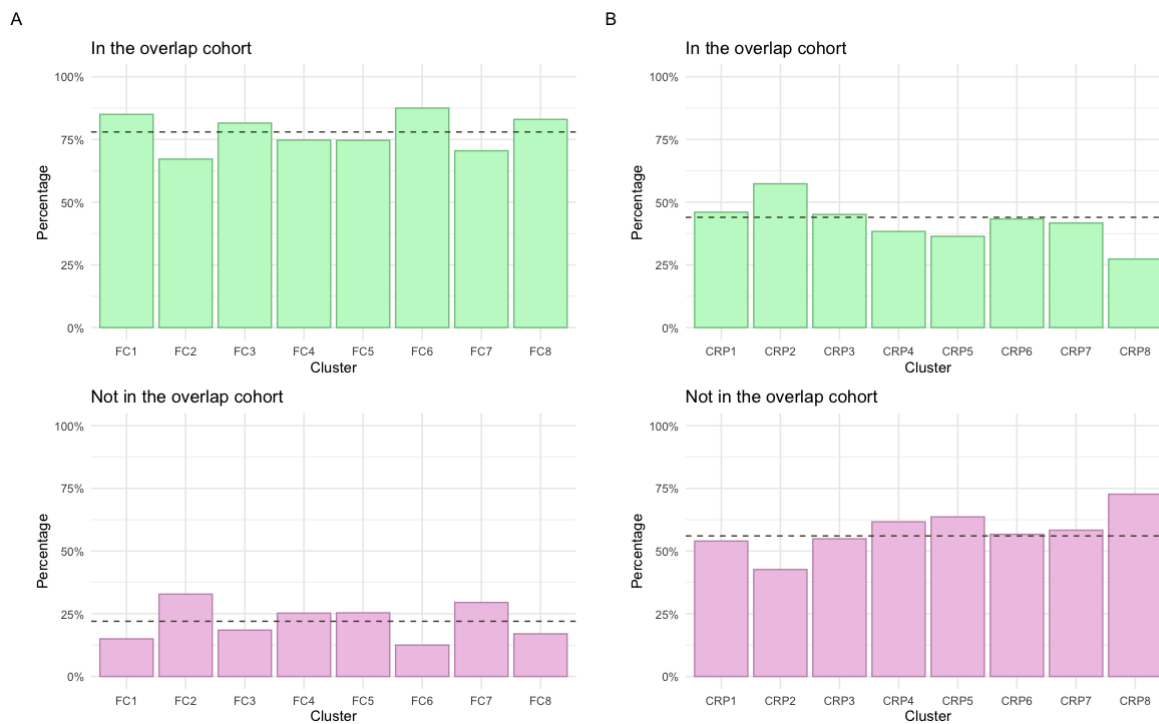 A
In the overlap cohort
Percentage
100%
75%
50%
25%
0%
FC1 FC2 FC3 FC4 FC5 FC6 FC7 FC8
Cluster
Not in the overlap cohort
Percentage
100%
75%
50%
25%
0%
FC1 FC2 FC3 FC4 FC5 FC6 FC7 FC8
Cluster
B
In the overlap cohort
Percentage
100%
75%
50%
25%
0%
CRP1 CRP2 CRP3 CRP4 CRP5 CRP6 CRP7 CRP8
Cluster
Not in the overlap cohort
Percentage
100%
75%
50%
25%
0%
CRP1 CRP2 CRP3 CRP4 CRP5 CRP6 CRP7 CRP8
Cluster